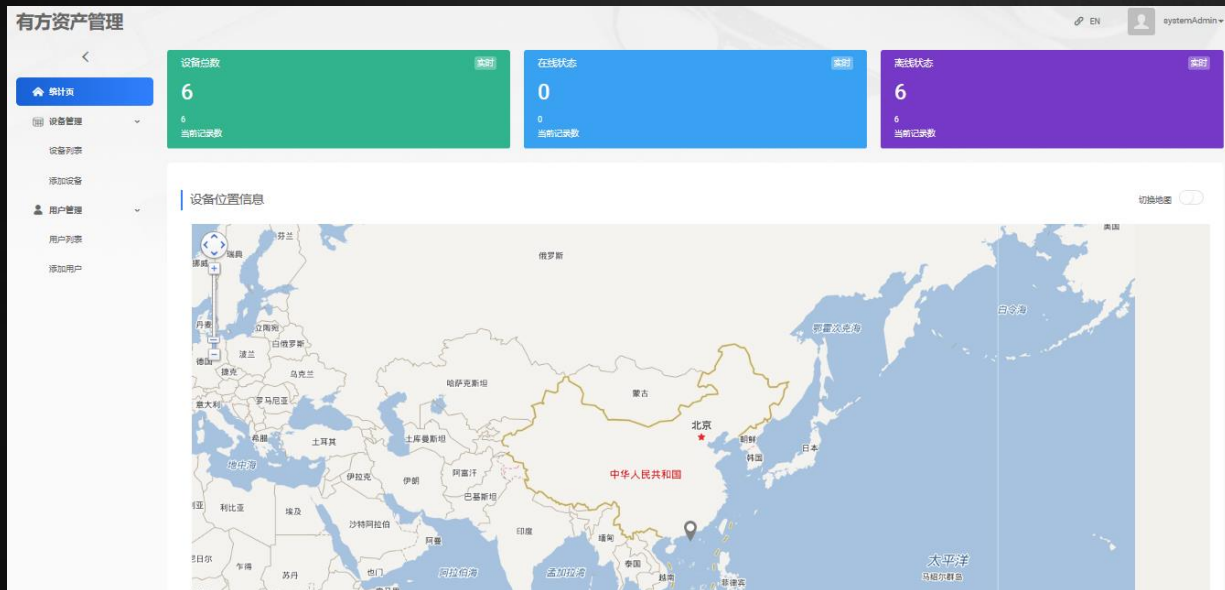 有方资产管理
EN
systemAdmin
统计页
设备管理
设备列表
添加设备
用户管理
用户列表
添加用户
设备总数
实时
6
6
当前记录数
在线状态
实时
0
0
当前记录数
离线状态
实时
6
6
当前记录数
设备位置信息
切换地图
美国
芬兰
瑞典
挪威
俄罗斯
白令海
鄂霍次克海
丹麦
立陶宛
白俄罗斯
德国
波兰
捷克
乌克兰
哈萨克斯坦
蒙古
意大利
罗马尼亚
北京
希腊
土耳其
土库曼斯坦
朝鲜
日本
韩国
地中海
伊拉克
伊朗
阿富汗
中华人民共和国
巴基斯坦
利比亚
埃及
沙特阿拉伯
阿曼
印度
缅甸
乍得
苏丹
也门
阿拉伯海
孟加拉湾
泰国
越南
菲律宾
太平洋
马绍尔群岛